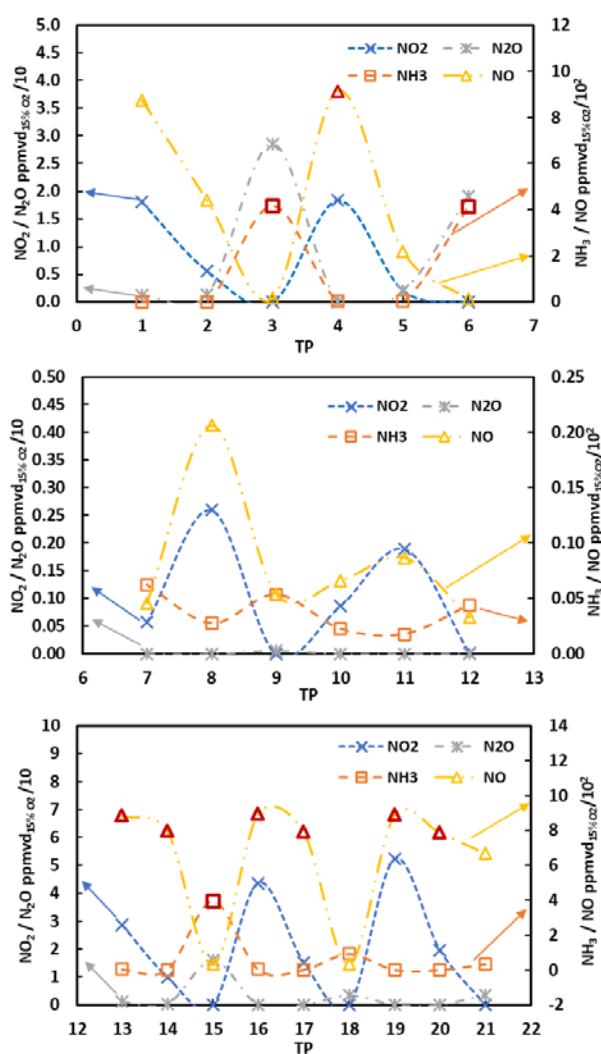 NO2 / N2O ppmvd15% O2/10
5.0
4.5
4.0
3.5
3.0
2.5
2.0
1.5
1.0
0.5
0.0
NO2
N2O
NH3
NO
12
10
8
6
4
2
0
NH3 / NO ppmvd15% O2/10²
0 1 2 3 4 5 6 7
TP
NO2 / N2O ppmvd15% O2/10
0.50
0.45
0.40
0.35
0.30
0.25
0.20
0.15
0.10
0.05
0.00
NO2
N2O
NH3
NO
0.25
0.20
0.15
0.10
0.05
0.00
NH3 / NO ppmvd15% O2/10²
6 7 8 9 10 11 12 13
TP
NO2 / N2O ppmvd15% O2/10
10
9
8
7
6
5
4
3
2
1
0
NO2
N2O
NH3
NO
14
12
10
8
6
4
2
0
-2
NH3 / NO ppmvd15% O2/10²
12 13 14 15 16 17 18 19 20 21 22
TP